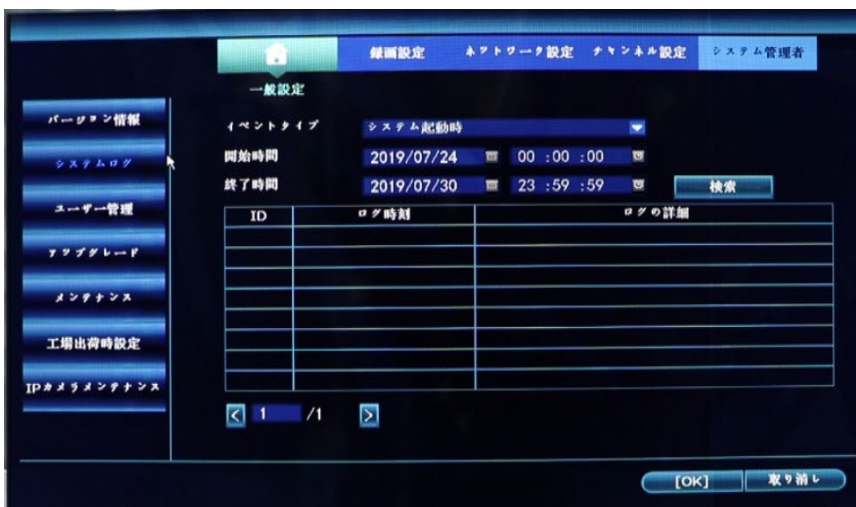 録画設定 ネットワーク設定 チャンネル設定 システム管理者
一般設定
バージョン情報
システムログ
ユーザー管理
アップグレード
メンテナンス
工場出荷時設定
IPカメラメンテナンス
イベントタイプ システム起動時
開始時間 2019/07/24 00 :00 :00
終了時間 2019/07/30 23 :59 :59 検索
ID ログ時刻 ログの詳細
< 1 /1 >
[OK] 取り消し